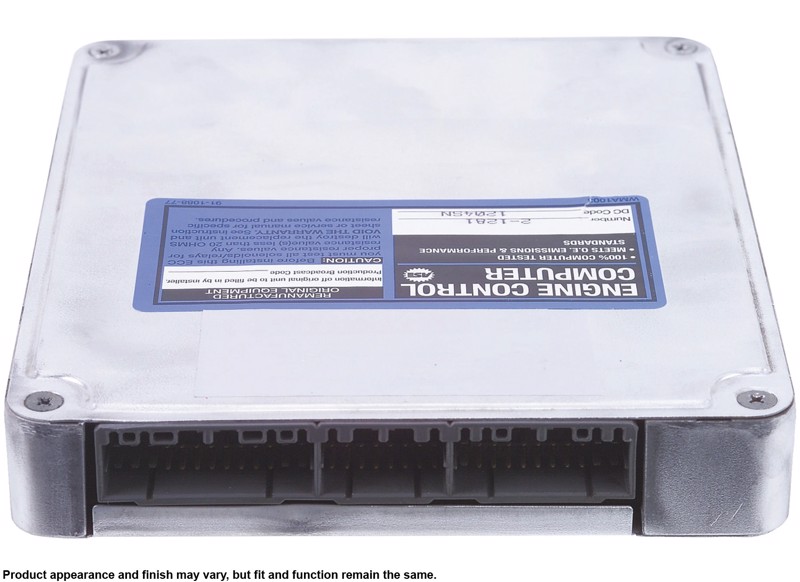 ENGINE CONTROL
COMPUTER
• 100% COMPUTER TESTED
• MEETS O.E. EMISSIONS & PERFORMANCE
STANDARDS
Number 2-1281
DC Code 1204SN
REMANUFACTURED
ORIGINAL EQUIPMENT
Info off original unit to be filled in by installer.
Production Broadcast Code:
CAUTION: Before installing this ECC
you must test all solenoids/relays for
proper resistance values. Any
resistance value(s) less than 20 OHMS
will destroy the replacement unit and
VOID THE WARRANTY. See instruction
sheet or service manual for specific
resistance values and procedures.
Product appearance and finish may vary, but fit and function remain the same.